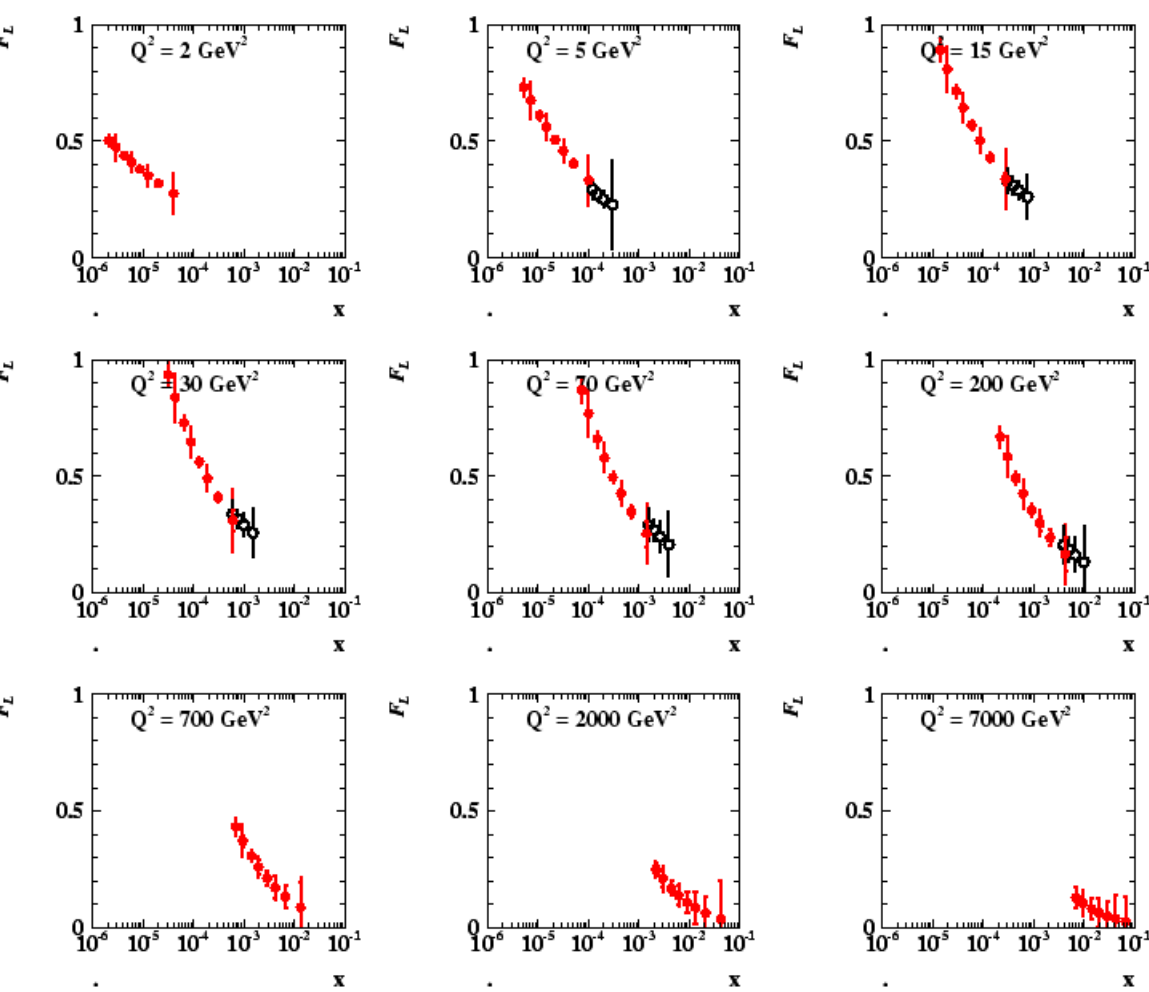 F_L 1 Q² = 2 GeV² F_L 1 Q² = 5 GeV² F_L 1 Q² = 15 GeV²
0.5 0.5 0.5
0 0 0
10⁻⁶ 10⁻⁵ 10⁻⁴ 10⁻³ 10⁻² 10⁻¹ 10⁻⁶ 10⁻⁵ 10⁻⁴ 10⁻³ 10⁻² 10⁻¹ 10⁻⁶ 10⁻⁵ 10⁻⁴ 10⁻³ 10⁻² 10⁻¹
. x . x . x
F_L 1 Q² = 30 GeV² F_L 1 Q² = 70 GeV² F_L 1 Q² = 200 GeV²
0.5 0.5 0.5
0 0 0
10⁻⁶ 10⁻⁵ 10⁻⁴ 10⁻³ 10⁻² 10⁻¹ 10⁻⁶ 10⁻⁵ 10⁻⁴ 10⁻³ 10⁻² 10⁻¹ 10⁻⁶ 10⁻⁵ 10⁻⁴ 10⁻³ 10⁻² 10⁻¹
. x . x . x
F_L 1 Q² = 700 GeV² F_L 1 Q² = 2000 GeV² F_L 1 Q² = 7000 GeV²
0.5 0.5 0.5
0 0 0
10⁻⁶ 10⁻⁵ 10⁻⁴ 10⁻³ 10⁻² 10⁻¹ 10⁻⁶ 10⁻⁵ 10⁻⁴ 10⁻³ 10⁻² 10⁻¹ 10⁻⁶ 10⁻⁵ 10⁻⁴ 10⁻³ 10⁻² 10⁻¹
. x . x . x